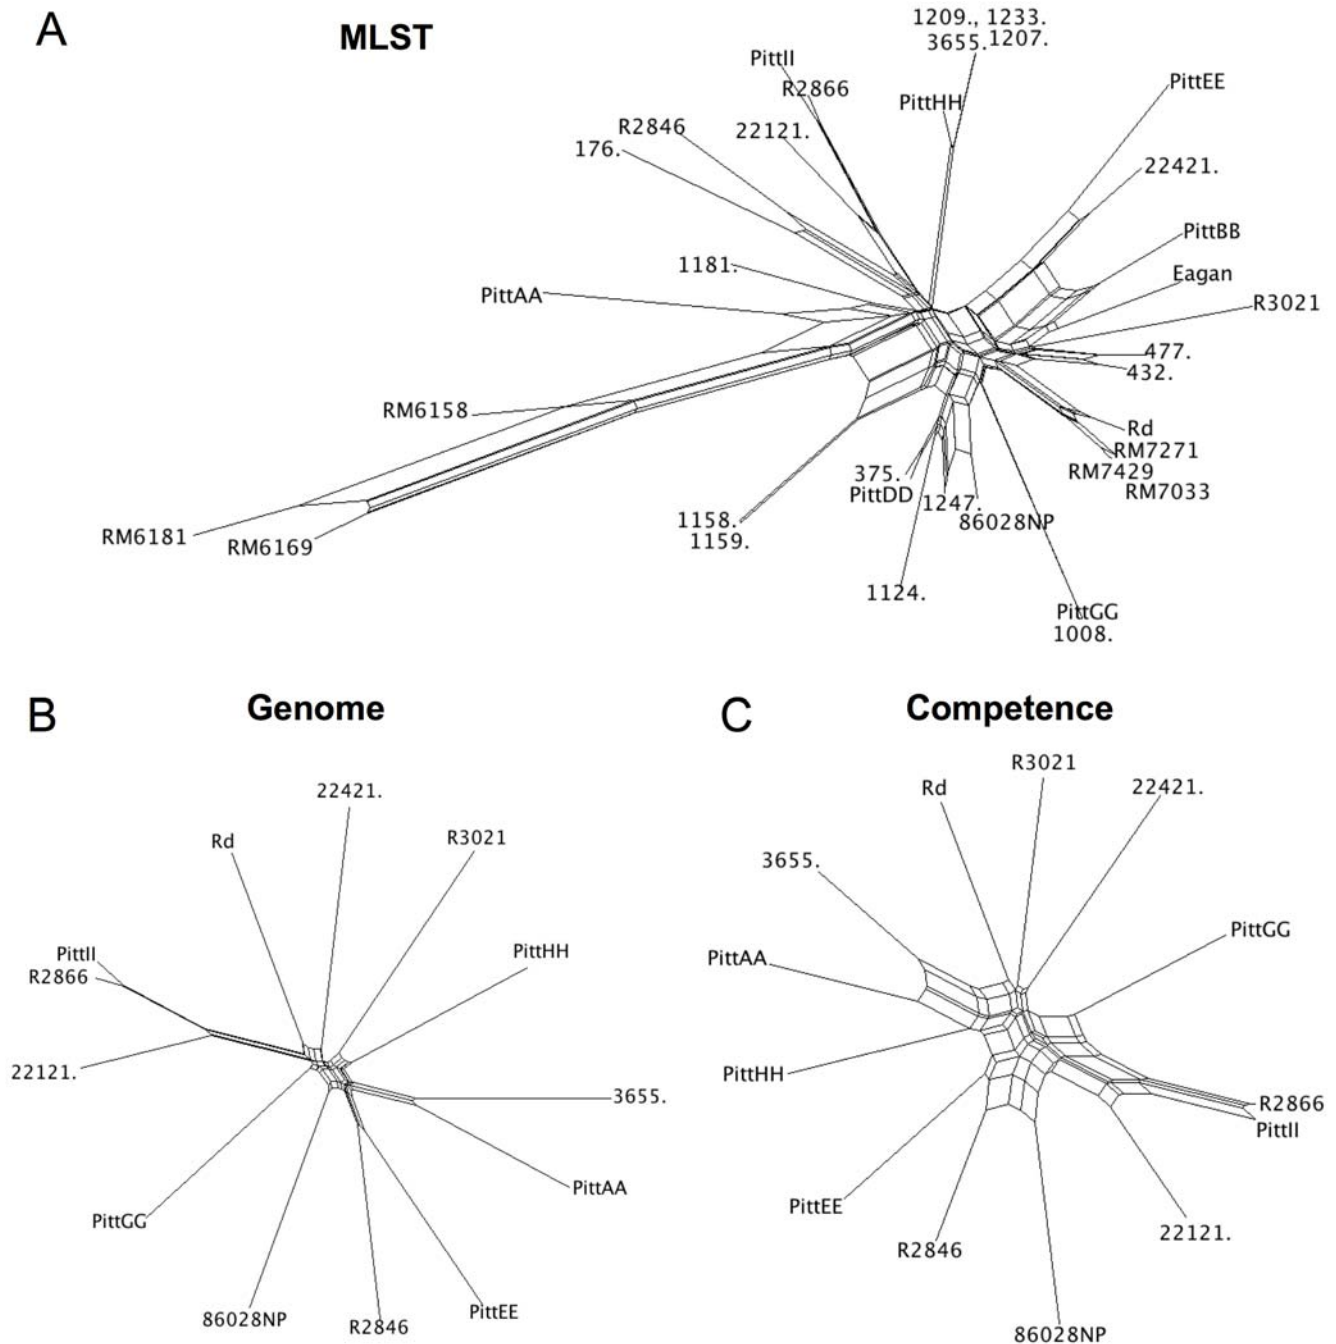 A
MLST
1209., 1233.
3655. 1207.
PittII
R2866
PittHH
PittEE
R2846
22121.
176.
22421.
PittBB
1181.
Eagan
PittAA
R3021
477.
432.
RM6158
Rd
RM7271
375.
RM7429
PittDD
RM7033
1247.
1158.
86028NP
RM6181
RM6169
1159.
1124.
PittGG
1008.
B
Genome
22421.
Rd
R3021
PittII
PittHH
R2866
22121.
3655.
PittAA
PittGG
86028NP
R2846
PittEE
C
Competence
R3021
Rd
22421.
3655.
PittGG
PittAA
PittHH
R2866
PittII
PittEE
22121.
R2846
86028NP